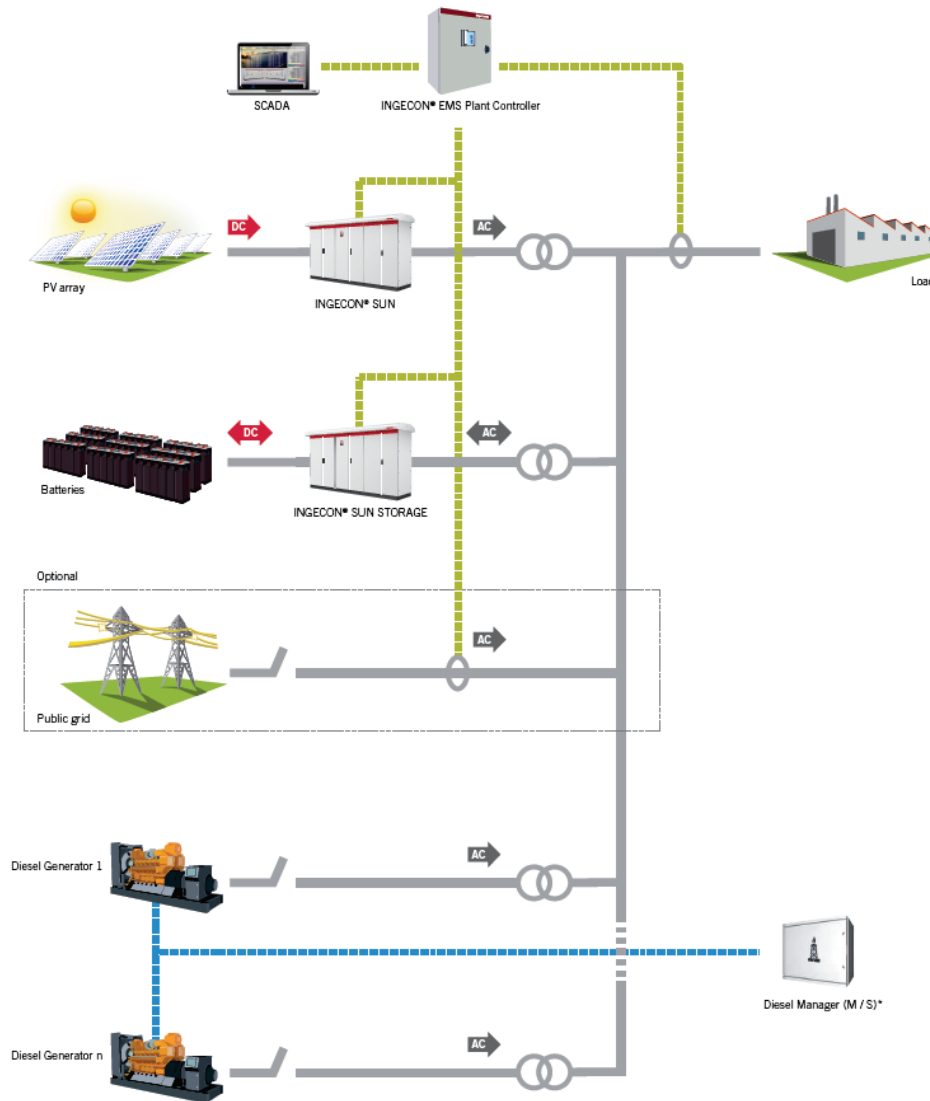 SCADA
INGECON® EMS Plant Controller
DC
AC
PV array
INGECON® SUN
Load
DC
AC
Batteries
INGECON® SUN STORAGE
Optional
AC
Public grid
Diesel Generator 1
AC
Diesel Manager (M / S)*
Diesel Generator n
AC